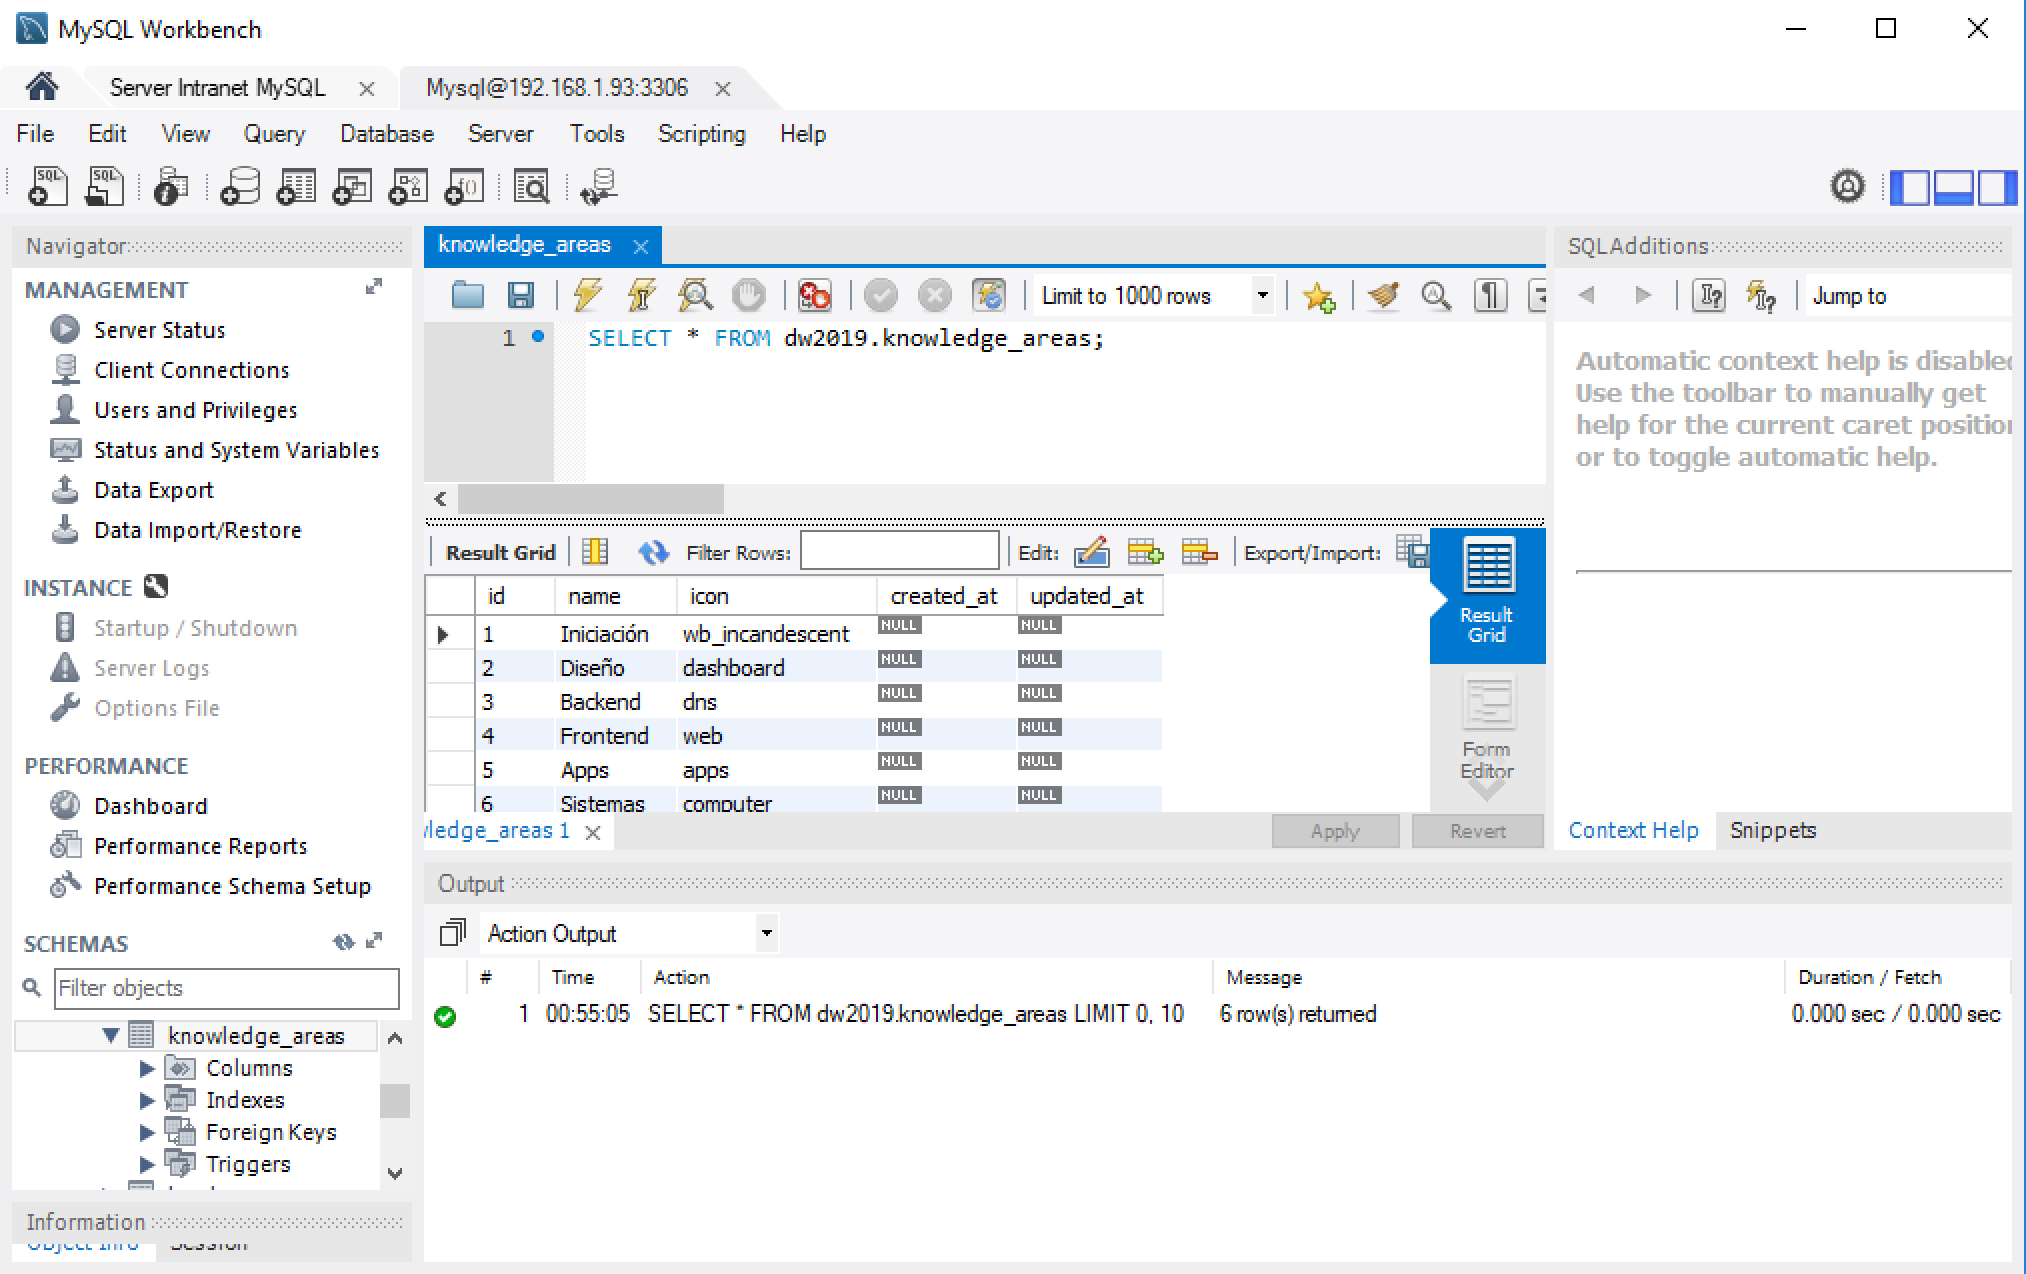 MySQL Workbench
Server Intranet MySQL
Mysql@192.168.1.93:3306
File Edit View Query Database Server Tools Scripting Help
Navigator
MANAGEMENT
Server Status
Client Connections
Users and Privileges
Status and System Variables
Data Export
Data Import/Restore
INSTANCE
Startup / Shutdown
Server Logs
Options File
PERFORMANCE
Dashboard
Performance Reports
Performance Schema Setup
SCHEMAS
Filter objects
knowledge_areas
Columns
Indexes
Foreign Keys
Triggers
Information
Object Info Session
knowledge_areas
Limit to 1000 rows
1 SELECT * FROM dw2019.knowledge_areas;
Result Grid Filter Rows: Edit: Export/Import:
id name icon created_at updated_at
1 Iniciación wb_incandescent NULL NULL
2 Diseño dashboard NULL NULL
3 Backend dns NULL NULL
4 Frontend web NULL NULL
5 Apps apps NULL NULL
6 Sistemas computer NULL NULL
Result
Grid
Form
Editor
ledge_areas 1
Apply Revert
SQLAdditions
Jump to
Automatic context help is disabled
Use the toolbar to manually get
help for the current caret position
or to toggle automatic help.
Context Help Snippets
Output
Action Output
# Time Action Message Duration / Fetch
1 00:55:05 SELECT * FROM dw2019.knowledge_areas LIMIT 0, 10 6 row(s) returned 0.000 sec / 0.000 sec